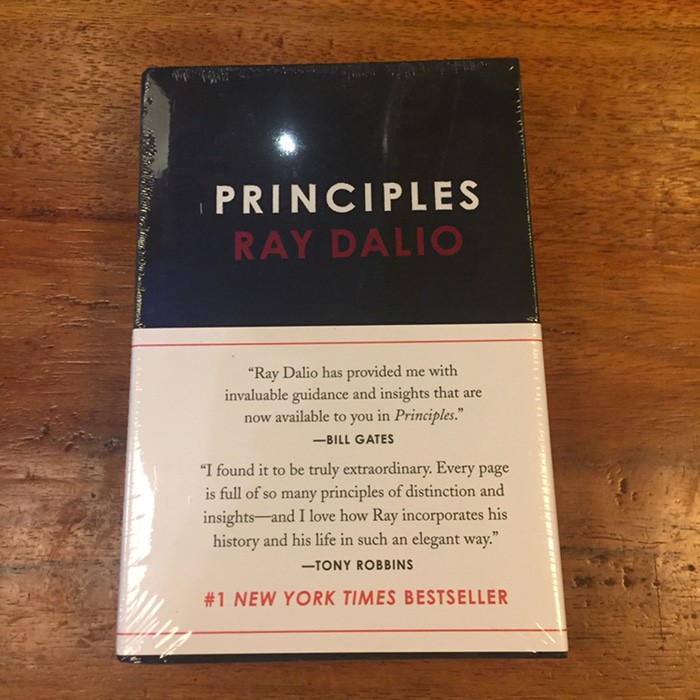 PRINCIPLES
RAY DALIO
“Ray Dalio has provided me with
invaluable guidance and insights that are
now available to you in Principles.”
—BILL GATES
“I found it to be truly extraordinary. Every page
is full of so many principles of distinction and
insights—and I love how Ray incorporates his
history and his life in such an elegant way.”
—TONY ROBBINS
#1 NEW YORK TIMES BESTSELLER